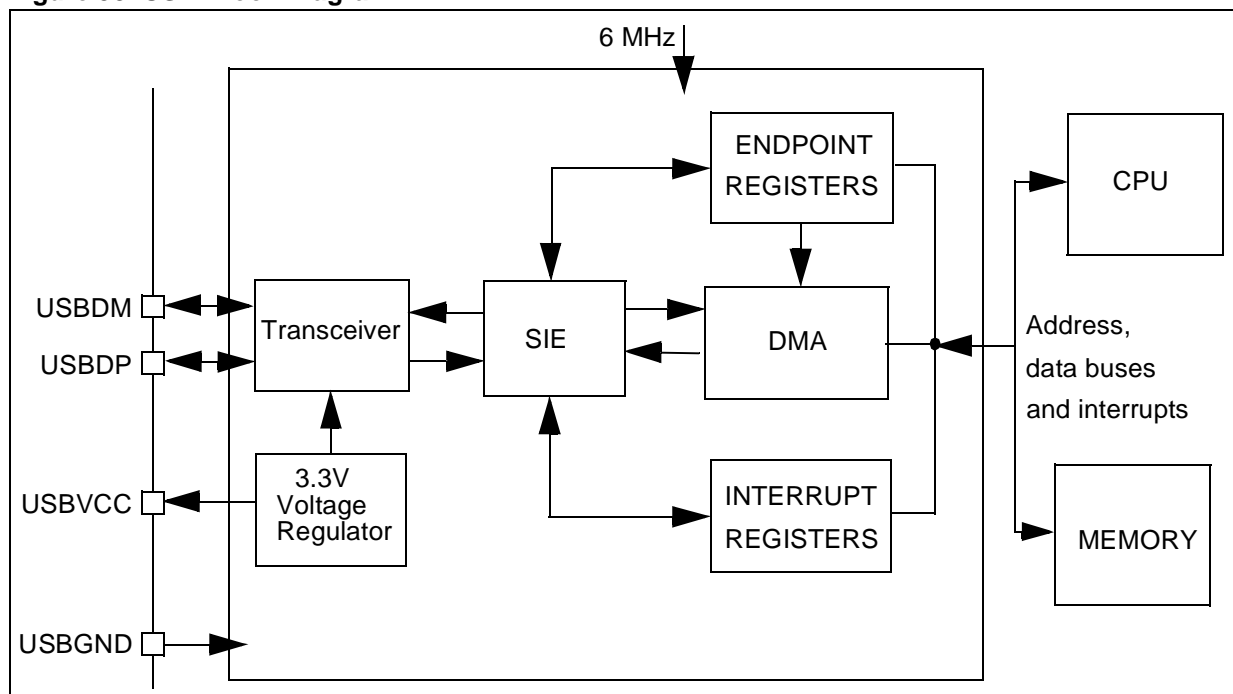 6 MHz
ENDPOINT
REGISTERS
CPU
USBDM
Transceiver
SIE
DMA
Address,
data buses
and interrupts
USBDP
3.3V
Voltage
Regulator
USBVCC
INTERRUPT
REGISTERS
MEMORY
USBGND